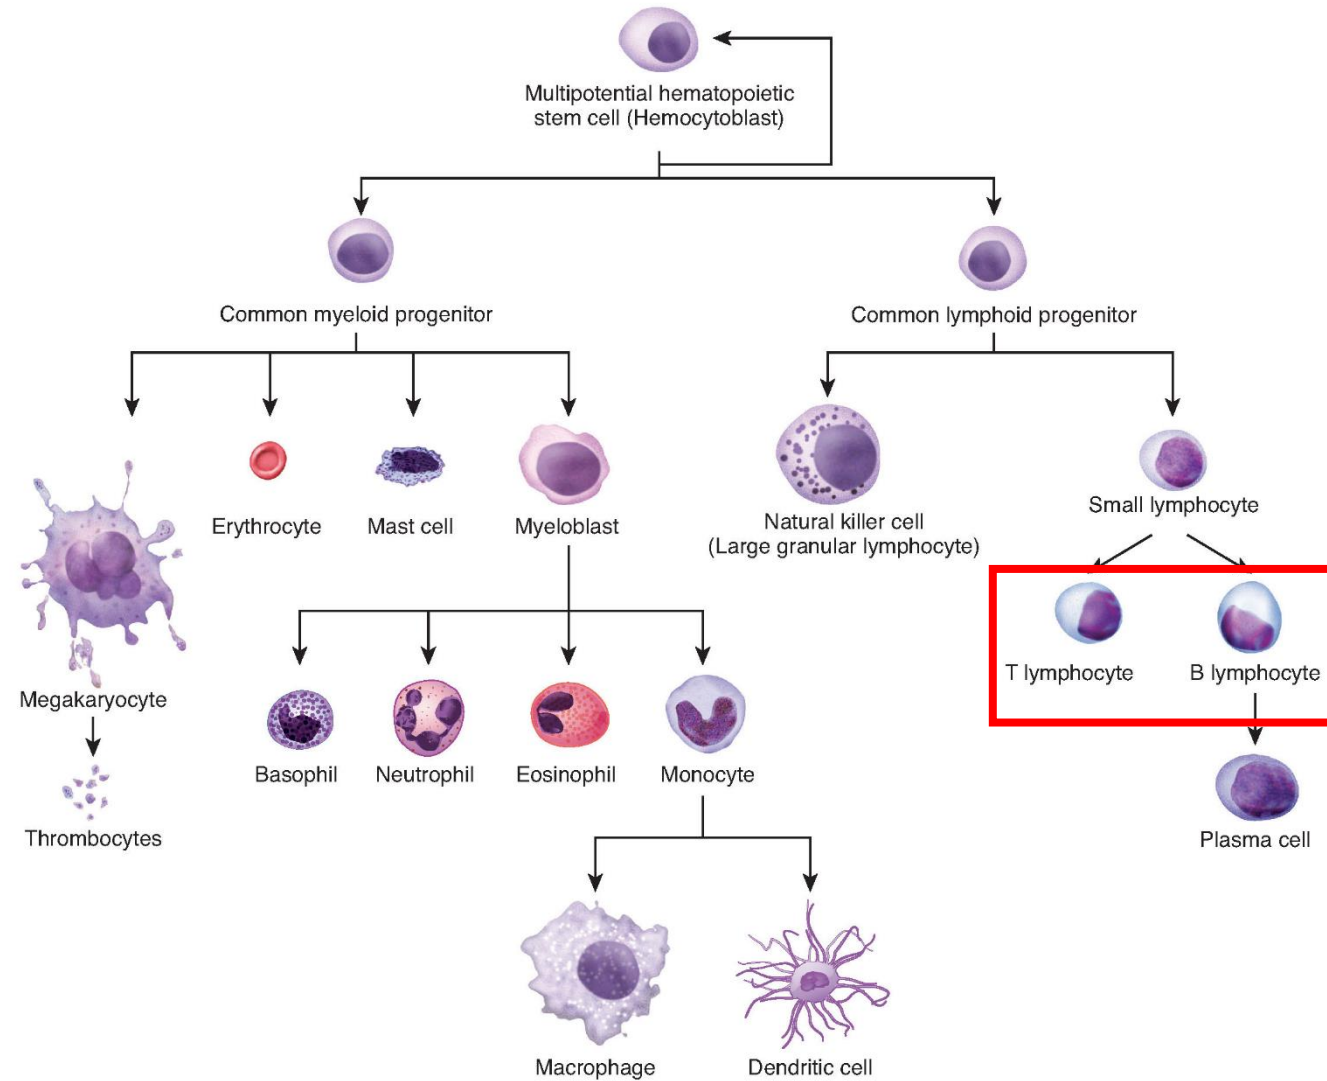 Multipotential hematopoietic
stem cell (Hemocytoblast)
Common myeloid progenitor
Common lymphoid progenitor
Erythrocyte
Mast cell
Myeloblast
Natural killer cell
(Large granular lymphocyte)
Small lymphocyte
Megakaryocyte
T lymphocyte
B lymphocyte
Basophil
Neutrophil
Eosinophil
Monocyte
Thrombocytes
Plasma cell
Macrophage
Dendritic cell